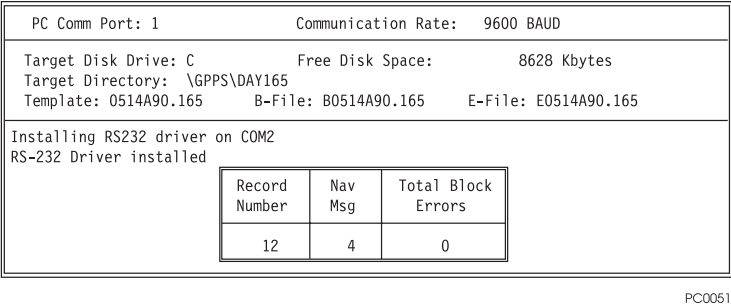 PC Comm Port: 1 Communication Rate: 9600 BAUD
Target Disk Drive: C Free Disk Space: 8628 Kbytes
Target Directory: \GPPS\DAY165
Template: 0514A90.165 B-File: B0514A90.165 E-File: E0514A90.165
Installing RS232 driver on COM2
RS-232 Driver installed
Record Nav Total Block
Number Msg Errors
12 4 0
PC0051